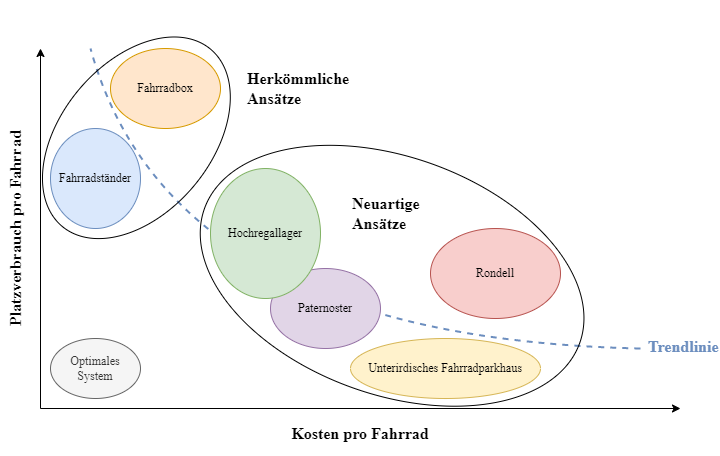 Fahrradbox
Herkömmliche
Ansätze
Fahrradständer
Platzverbrauch pro Fahrrad
Neuartige
Ansätze
Hochregallager
Rondell
Paternoster
Trendlinie
Optimales
System
Unterirdisches Fahrradparkhaus
Kosten pro Fahrrad